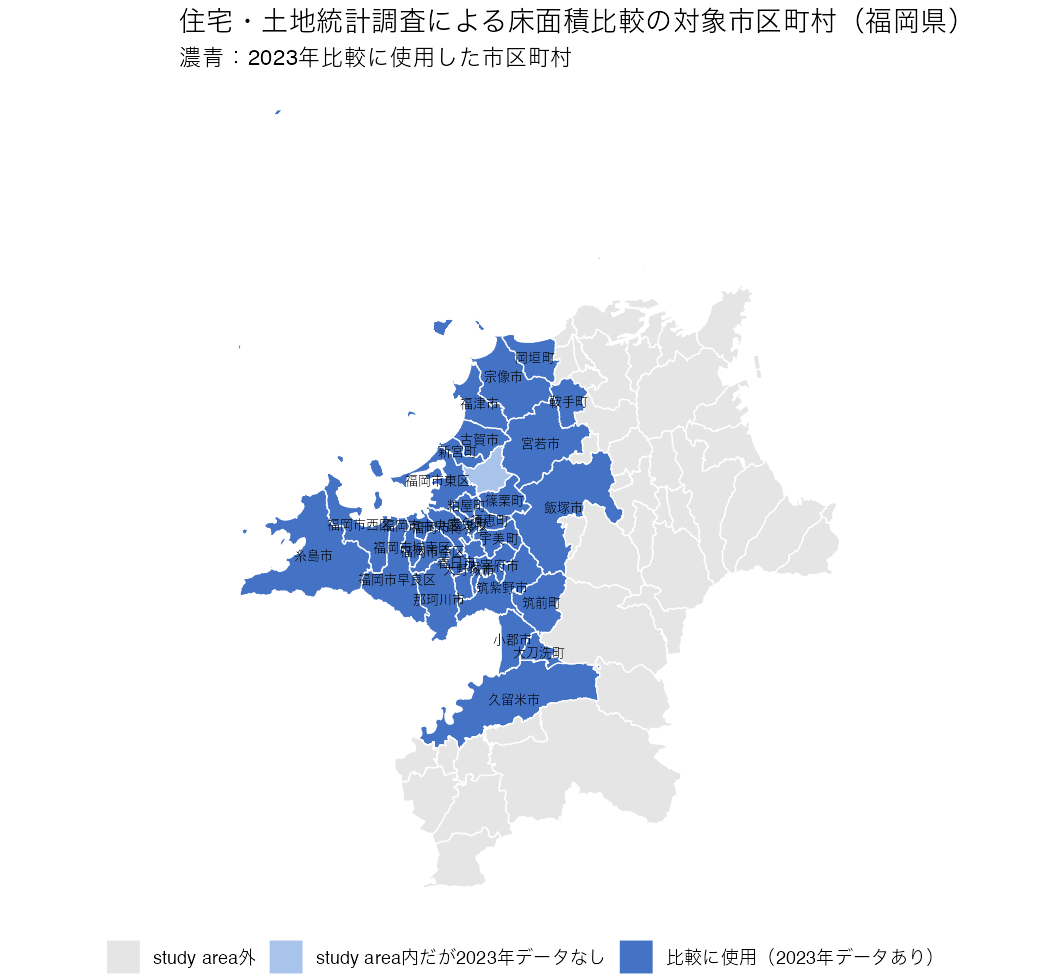 住宅・土地統計調査による床面積比較の対象市区町村（福岡県）
濃青：2023年比較に使用した市区町村
岡垣町
宗像市
鞍手町
福津市
古賀市
宮若市
新宮町
福岡市東区
篠栗町
粕屋町
飯塚市
須恵町
福岡市西区
宇美町
糸島市
福岡市早良区
筑紫野市
那珂川市
筑前町
小郡市
大刀洗町
久留米市
study area外
study area内だが2023年データなし
比較に使用（2023年データあり）